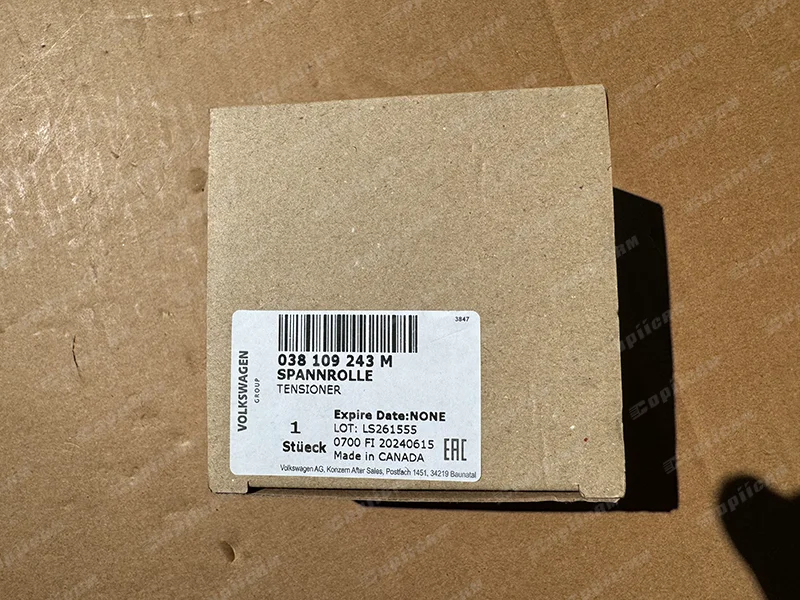 3847
038 109 243 M
SPANNROLLE
TENSIONER
VOLKSWAGEN
GROUP
Expire Date:NONE
1
LOT: LS261555
Stüeck
0700 FI 20240615
EAC
Made in CANADA
Volkswagen AG, Konzern After Sales, Postfach 1451, 34219 Baunatal